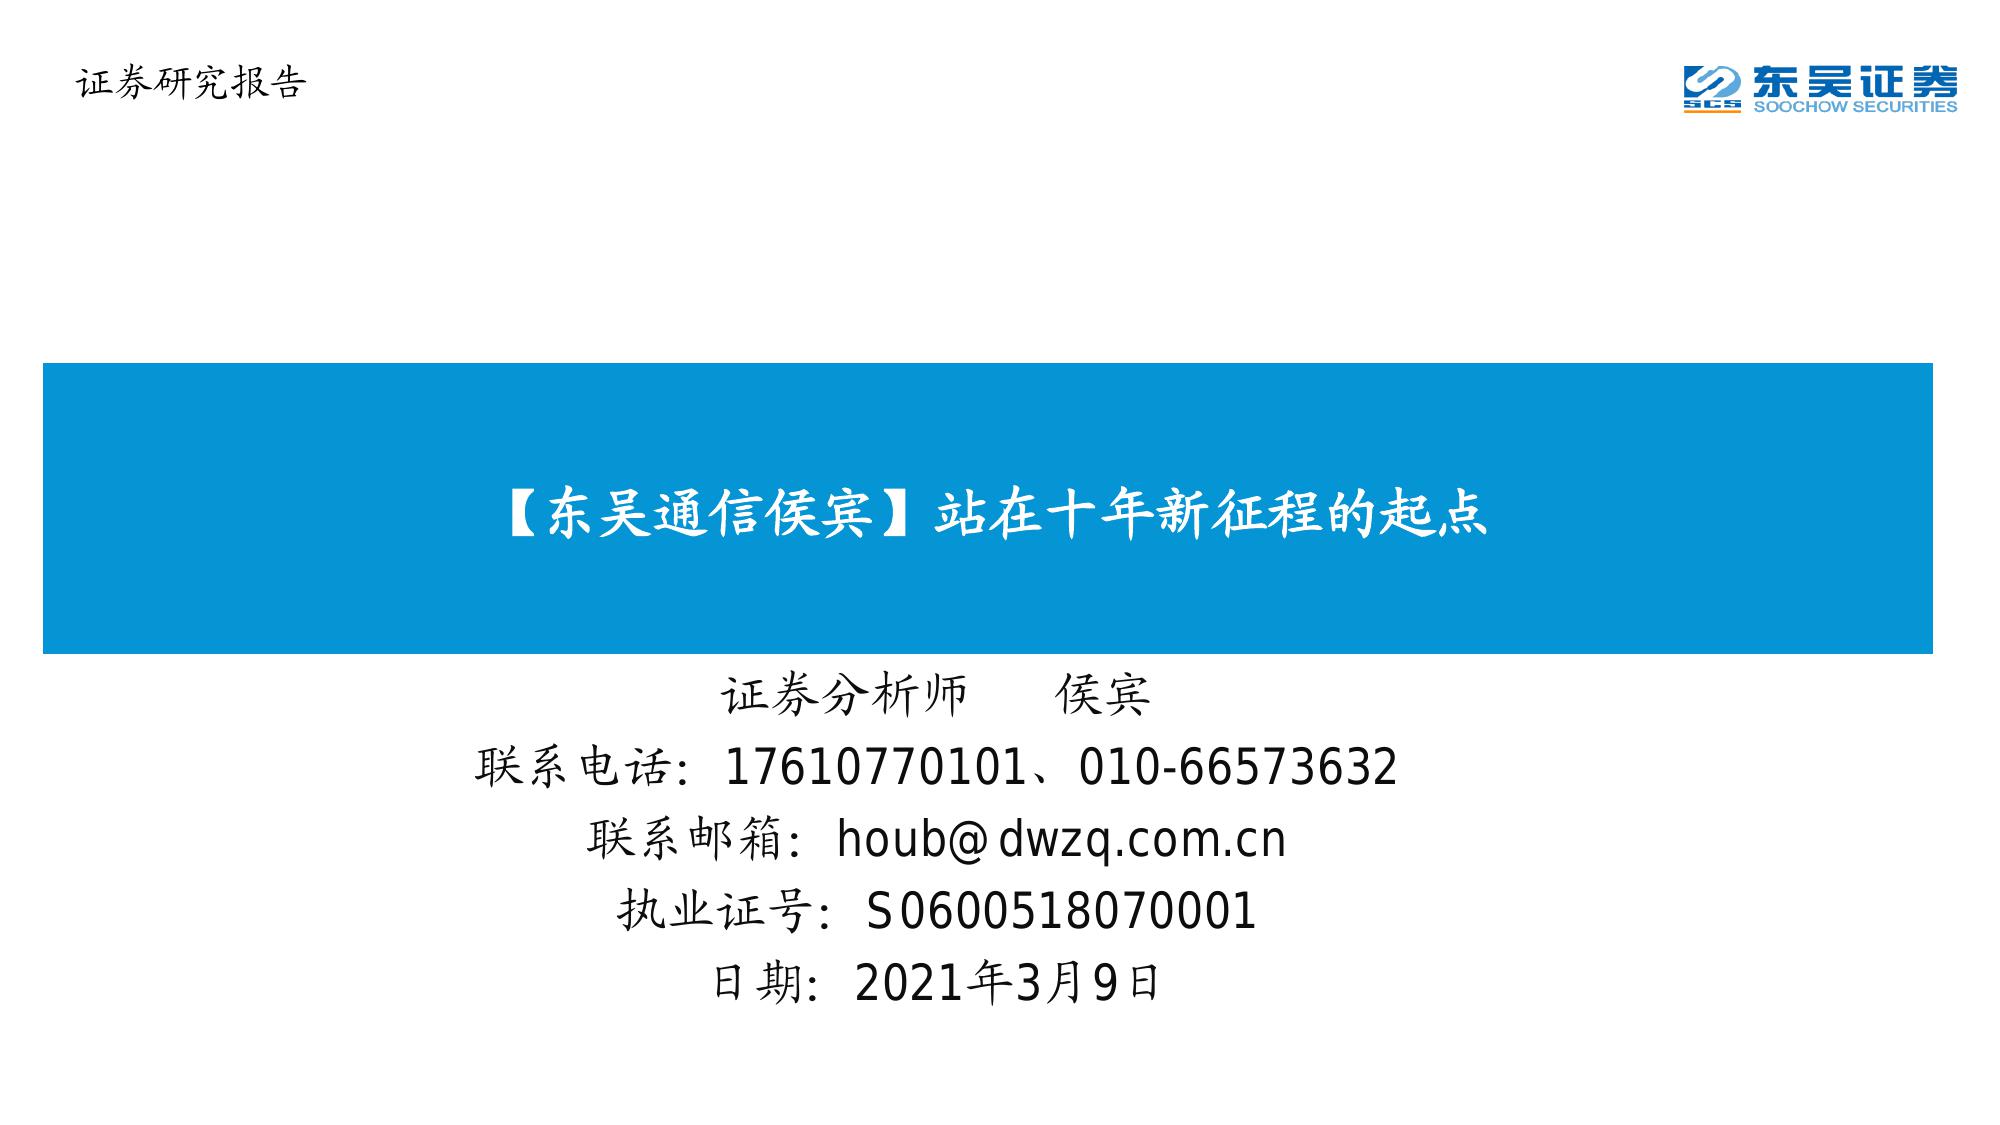 证券研究报告
东吴证券
SCS
SOOCHOW SECURITIES
【东吴通信侯宾】站在十年新征程的起点
证券分析师 侯宾
联系电话：17610770101、010-66573632
联系邮箱：houb@dwzq.com.cn
执业证号：S0600518070001
日期：2021年3月9日